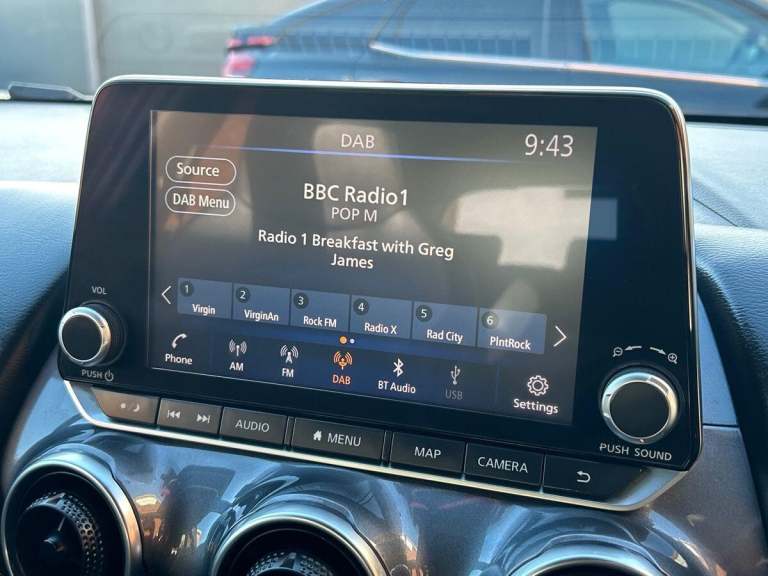 DAB
9:43
Source
DAB Menu
BBC Radio1
POP M
Radio 1 Breakfast with Greg
James
1 Virgin
2 VirginAn
3 Rock FM
4 Radio X
5 Rad City
6 PlntRock
Phone
AM
FM
DAB
BT Audio
USB
Settings
VOL
PUSH
PUSH SOUND
AUDIO
MENU
MAP
CAMERA